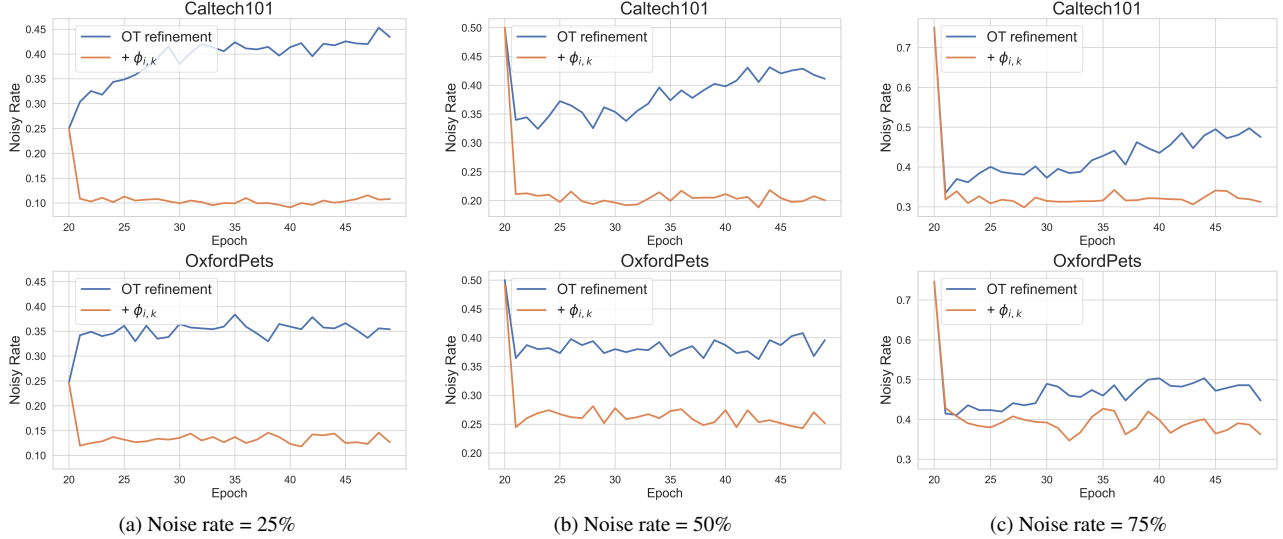 Caltech101
Noisy Rate
0.45
0.40
0.35
0.30
0.25
0.20
0.15
0.10
OT refinement
+ ϕi, k
20 25 30 35 40 45
Epoch
Caltech101
Noisy Rate
0.50
0.45
0.40
0.35
0.30
0.25
0.20
OT refinement
+ ϕi, k
20 25 30 35 40 45
Epoch
Caltech101
Noisy Rate
0.7
0.6
0.5
0.4
0.3
OT refinement
+ ϕi, k
20 25 30 35 40 45
Epoch
OxfordPets
Noisy Rate
0.45
0.40
0.35
0.30
0.25
0.20
0.15
0.10
OT refinement
+ ϕi, k
20 25 30 35 40 45
Epoch
OxfordPets
Noisy Rate
0.50
0.45
0.40
0.35
0.30
0.25
0.20
OT refinement
+ ϕi, k
20 25 30 35 40 45
Epoch
OxfordPets
Noisy Rate
0.7
0.6
0.5
0.4
0.3
OT refinement
+ ϕi, k
20 25 30 35 40 45
Epoch
(a) Noise rate = 25%
(b) Noise rate = 50%
(c) Noise rate = 75%